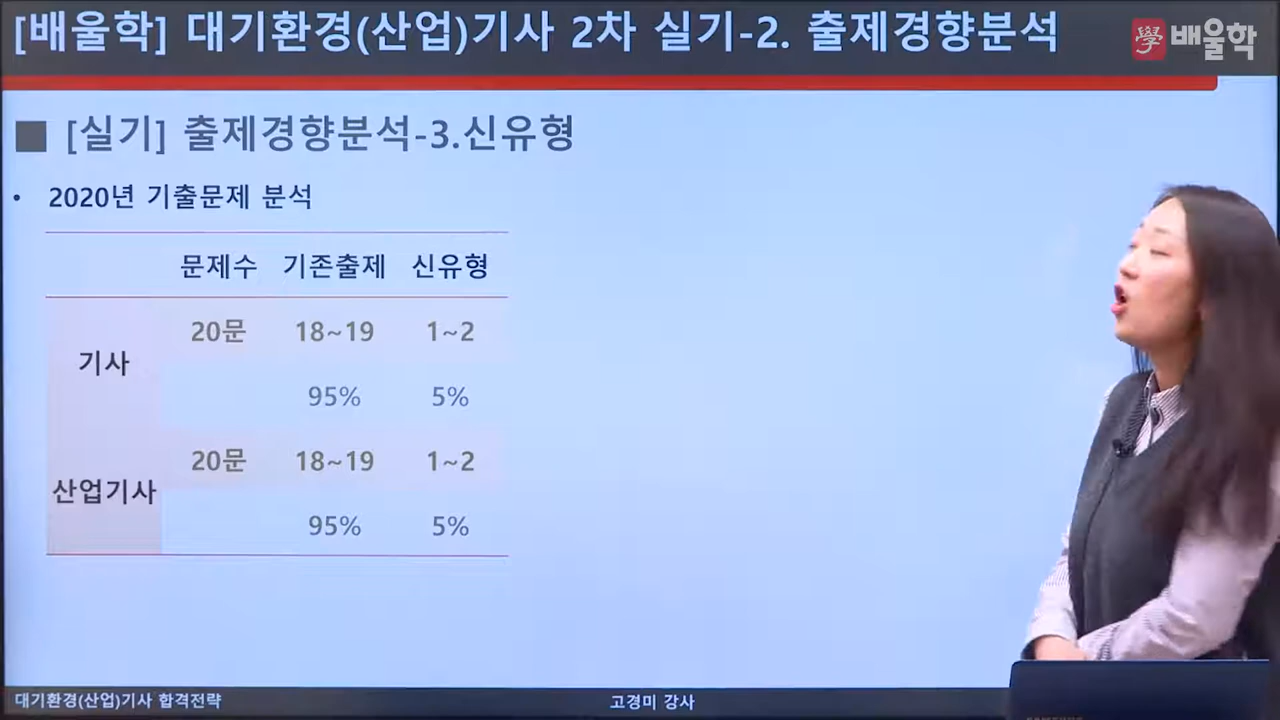 [배울학] 대기환경(산업)기사 2차 실기-2. 출제경향분석
學 배울학
■ [실기] 출제경향분석-3.신유형
• 2020년 기출문제 분석
문제수 기존출제 신유형
기사 20문 18~19 1~2
95% 5%
산업기사 20문 18~19 1~2
95% 5%
대기환경(산업)기사 합격전략 고경미 강사